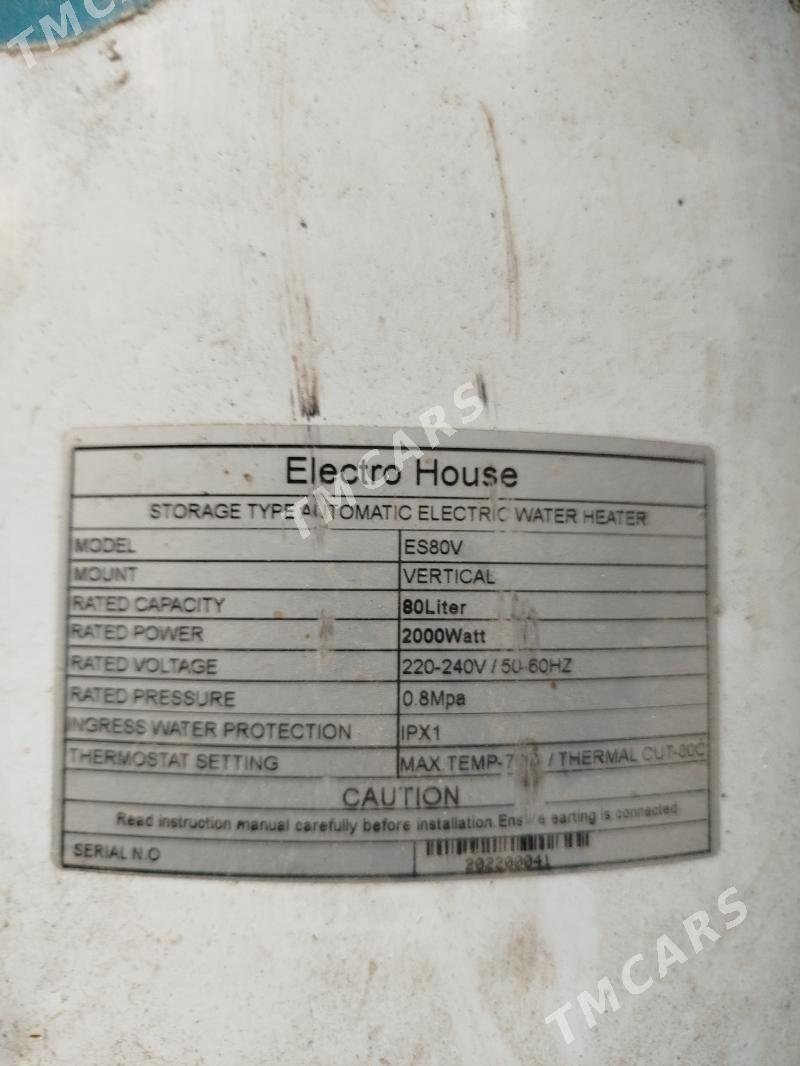 TMCARS
Electro House
STORAGE TYPE AUTOMATIC ELECTRIC WATER HEATER
MODEL ES80V
MOUNT VERTICAL
RATED CAPACITY 80Liter
RATED POWER 2000Watt
RATED VOLTAGE 220-240V / 50-60HZ
RATED PRESSURE 0.8Mpa
INGRESS WATER PROTECTION IPX1
THERMOSTAT SETTING MAX TEMP- / THERMAL
CAUTION
Read instruction manual carefully before installation. earting is connected
SERIAL N.O 202200041
TMCARS